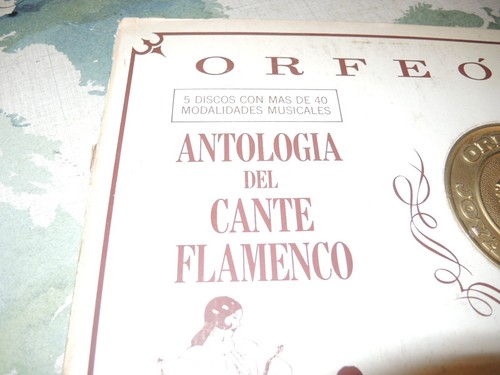 ORFEÓ
5 DISCOS CON MAS DE 40
MODALIDADES MUSICALES
ANTOLOGIA
DEL
CANTE
FLAMENCO